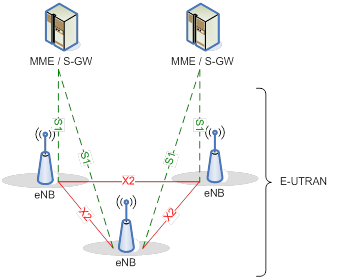 MME / S-GW
MME / S-GW
S1
S1
S1
S1
E-UTRAN
X2
eNB
eNB
X2
X2
eNB